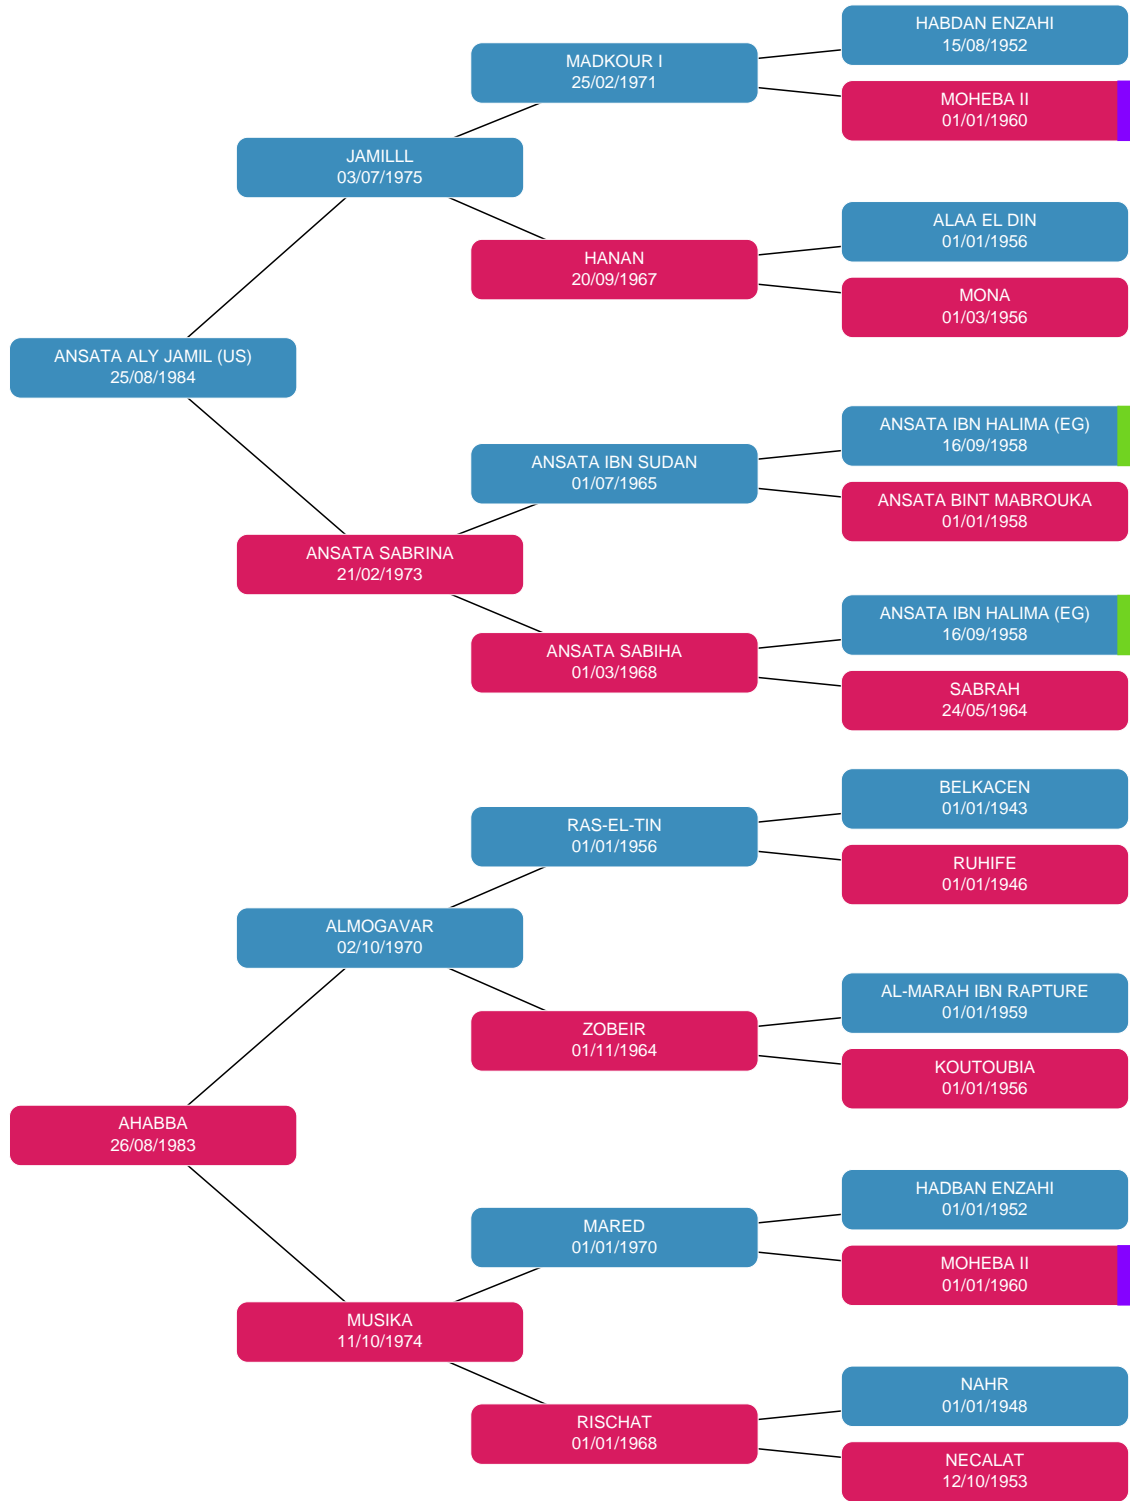 HABDAN ENZAHI
15/08/1952
MADKOUR I
25/02/1971
MOHEBA II
01/01/1960
JAMILLL
03/07/1975
ALAA EL DIN
01/01/1956
HANAN
20/09/1967
MONA
01/03/1956
ANSATA ALY JAMIL (US)
25/08/1984
ANSATA IBN HALIMA (EG)
16/09/1958
ANSATA IBN SUDAN
01/07/1965
ANSATA BINT MABROUKA
01/01/1958
ANSATA SABRINA
21/02/1973
ANSATA IBN HALIMA (EG)
16/09/1958
ANSATA SABIHA
01/03/1968
SABRAH
24/05/1964
BELKACEN
01/01/1943
RAS-EL-TIN
01/01/1956
RUHIFE
01/01/1946
ALMOGAVAR
02/10/1970
AL-MARAH IBN RAPTURE
01/01/1959
ZOBEIR
01/11/1964
KOUTOUBIA
01/01/1956
AHABBA
26/08/1983
HADBAN ENZAHI
01/01/1952
MARED
01/01/1970
MOHEBA II
01/01/1960
MUSIKA
11/10/1974
NAHR
01/01/1948
RISCHAT
01/01/1968
NECALAT
12/10/1953